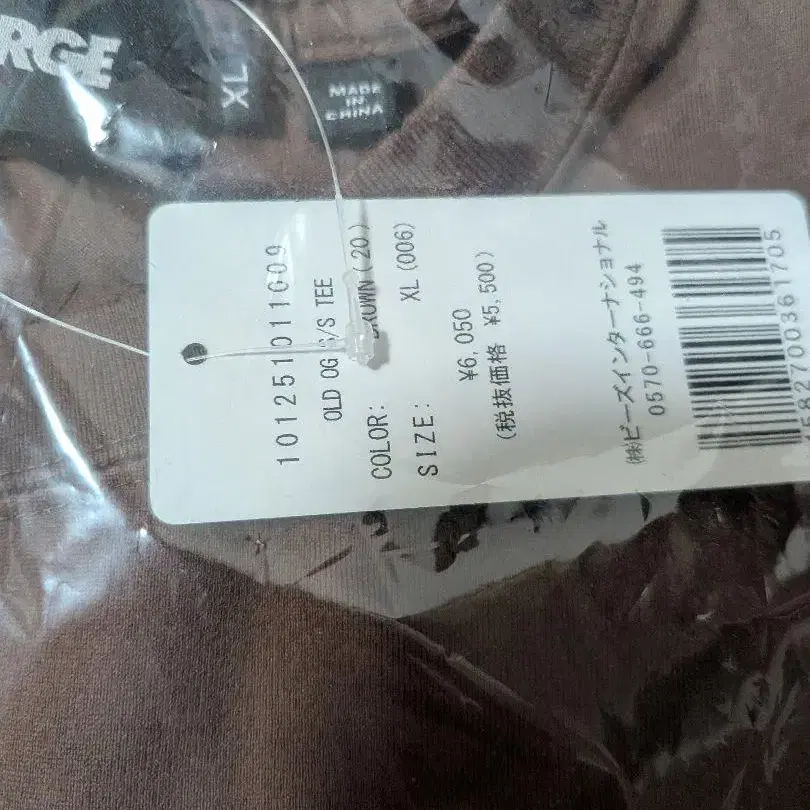 RGE
XL
MADE
IN
CHINA
101251011009
OLD OG S/S TEE
COLOR: BROWN(20)
SIZE: XL(006)
¥6,050
(税抜価格 ¥5,500)
㈱ビーズインターナショナル
0570-666-494
582700361705